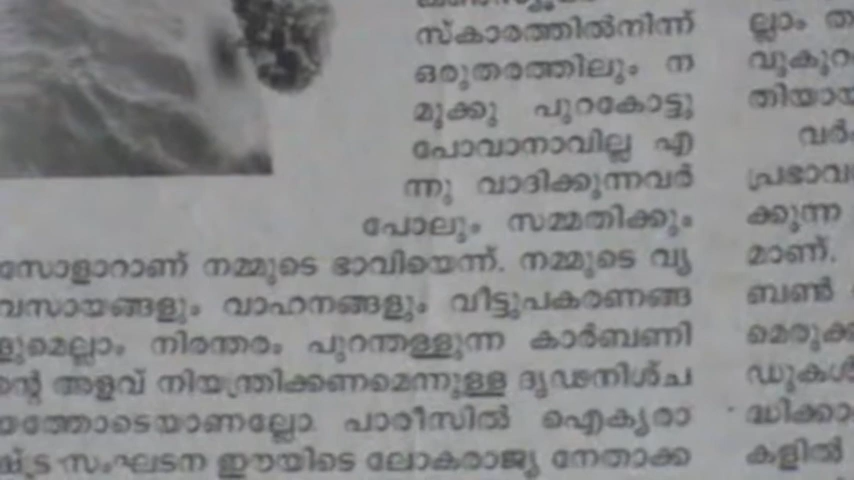 സ്കാരത്തിൽനിന്ന്
ഒരുതരത്തിലും ന
മുക്കു പുറകോട്ടു
പോവാനാവില്ല എ
ന്നു വാദിക്കുന്നവർ
പോലും സമ്മതിക്കും
സോളാറാണ് നമ്മുടെ ഭാവിയെന്ന്. നമ്മുടെ വ്യ
വസായങ്ങളും വാഹനങ്ങളും വീട്ടുപകരണങ്ങ
ളുമെല്ലാം നിരന്തരം പുറന്തള്ളുന്ന കാർബണി
ന്റെ അളവ് നിയന്ത്രിക്കണമെന്നുള്ള ദൃഢനിശ്ച
യത്തോടെയാണല്ലോ പാരീസിൽ ഐക്യരാ
ഷ്ട്ര സംഘടന ഈയിടെ ലോകരാജ്യ നേതാക്ക
ല്ലാം ത
വുകുറ
തിയായ
വർ
പ്രഭാവ
ക്കുന്ന
മാണ്.
ബൺ
മെരുക്ക
ഡുകൾ
ദ്ധിക്കാ
കളിൽ